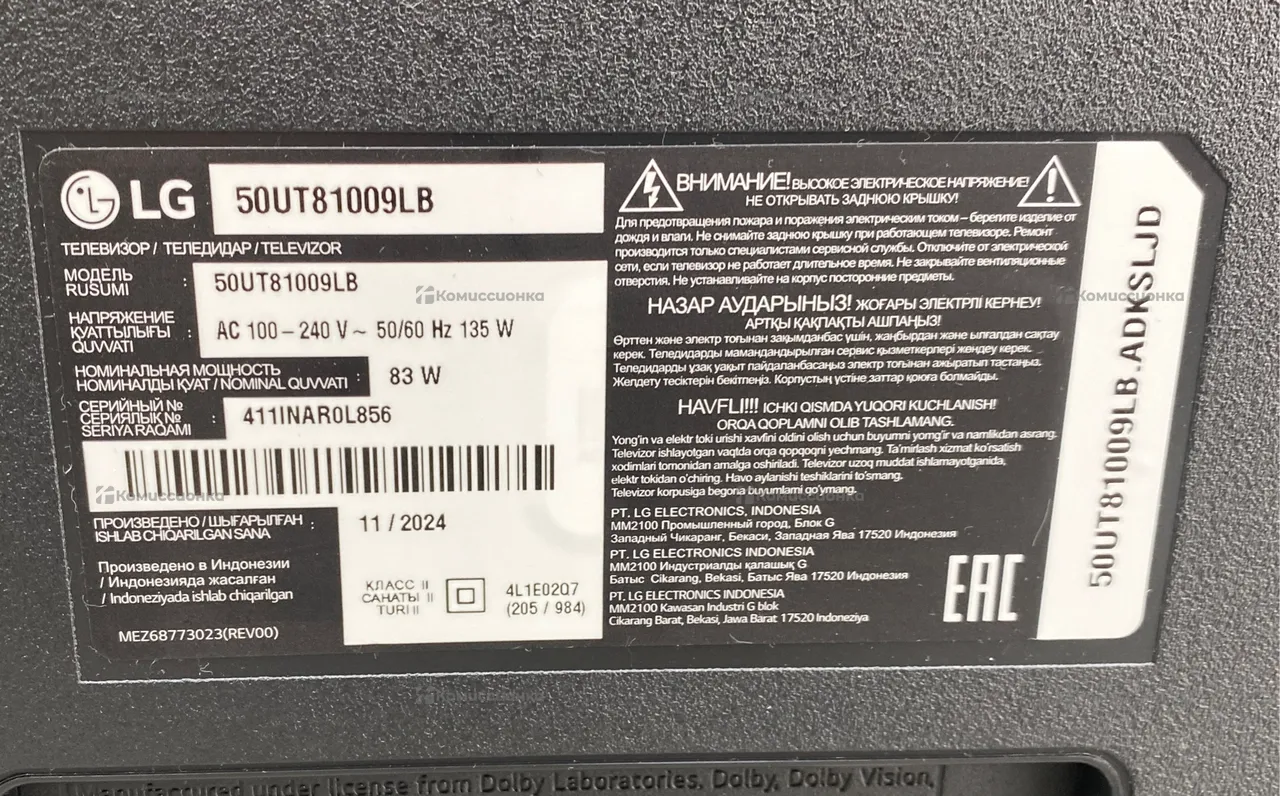 LG
50UT81009LB
ТЕЛЕВИЗОР / ТЕЛЕДИДАР / TELEVIZOR
МОДЕЛЬ
RUSUMI
:
50UT81009LB
НАПРЯЖЕНИЕ
ҚУАТТЫЛЫҒЫ :
QUVVATI
AC 100 – 240 V ~ 50/60 Hz 135 W
НОМИНАЛЬНАЯ МОЩНОСТЬ
НОМИНАЛДЫ ҚУАТ / NOMINAL QUVVATI :
83 W
СЕРИЙНЫЙ №
СЕРИЯЛЫҚ № :
SERIYA RAQAMI
411INAR0L856
ПРОИЗВЕДЕНО / ШЫҒАРЫЛҒАН :
ISHLAB CHIQARILGAN SANA
11 / 2024
Произведено в Индонезии
/ Індонезияда жасалған
/ Indoneziyada ishlab chiqarilgan
MEZ68773023(REV00)
КЛАСС II
САНАТЫ II
TURI II
4L1E02Q7
(205 / 984)
ВНИМАНИЕ! ВЫСОКОЕ ЭЛЕКТРИЧЕСКОЕ НАПРЯЖЕНИЕ!
НЕ ОТКРЫВАТЬ ЗАДНЮЮ КРЫШКУ!
Для предотвращения пожара и поражения электрическим током – берегите изделие от
дождя и влаги. Не снимайте заднюю крышку при работающем телевизоре. Ремонт
производится только специалистами сервисной службы. Отключите от электрической
сети, если телевизор не работает длительное время. Не закрывайте вентиляционные
отверстия. Не устанавливайте на корпус посторонние предметы.
НАЗАР АУДАРЫҢЫЗ! ЖОҒАРЫ ЭЛЕКТРЛІ КЕРНЕУ!
АРТҚЫ ҚАҚПАҚТЫ АШПАҢЫЗ!
Өрттен және электр тоғынан зақымданбас үшін, жаңбырдан және ылғалдан сақтау
керек. Теледидарды мамандандырылған сервис қызметкерлері жөндеу керек.
Теледидарды ұзақ уақыт пайдаланбасаңыз электр тоғынан ажыратып тастаңыз.
Желдету тесіктерін бекітпеңіз. Корпустың үстіне заттар қоюға болмайды.
HAVFLI!!! ICHKI QISMDA YUQORI KUCHLANISH!
ORQA QOPLAMNI OLIB TASHLAMANG.
Yong'in va elektr toki urishi xavfini oldini olish uchun buyumni yomg'ir va namlikdan asrang.
Televizor ishlayotgan vaqtda orqa qopqoqni yechmang. Ta'mirlash xizmat ko'rsatish
xodimlari tomonidan amalga oshiriladi. Televizor uzoq muddat ishlamayotganida,
elektr tokidan o'chiring. Havo aylanishi teshiklarini to'smang.
Televizor korpusiga begona buyumlarni qo'ymang.
PT. LG ELECTRONICS, INDONESIA
MM2100 Промышленный город, Блок G
Западный Чикаранг, Бекаси, Западная Ява 17520 Индонезия
PT. LG ELECTRONICS INDONESIA
MM2100 Индустриалды қалашық G
Батыс Cikarang, Bekasi, Батыс Ява 17520 Индонезия
PT. LG ELECTRONICS INDONESIA
MM2100 Kawasan Industri G blok
Cikarang Barat, Bekasi, Jawa Barat 17520 Indoneziya
EAC
50UT81009LB.ADKSLJD
Комиссионка
Комиссионка
Комиссионка
Комиссионка
Manufactured under license from Dolby Laboratories, Dolby, Dolby Vision,